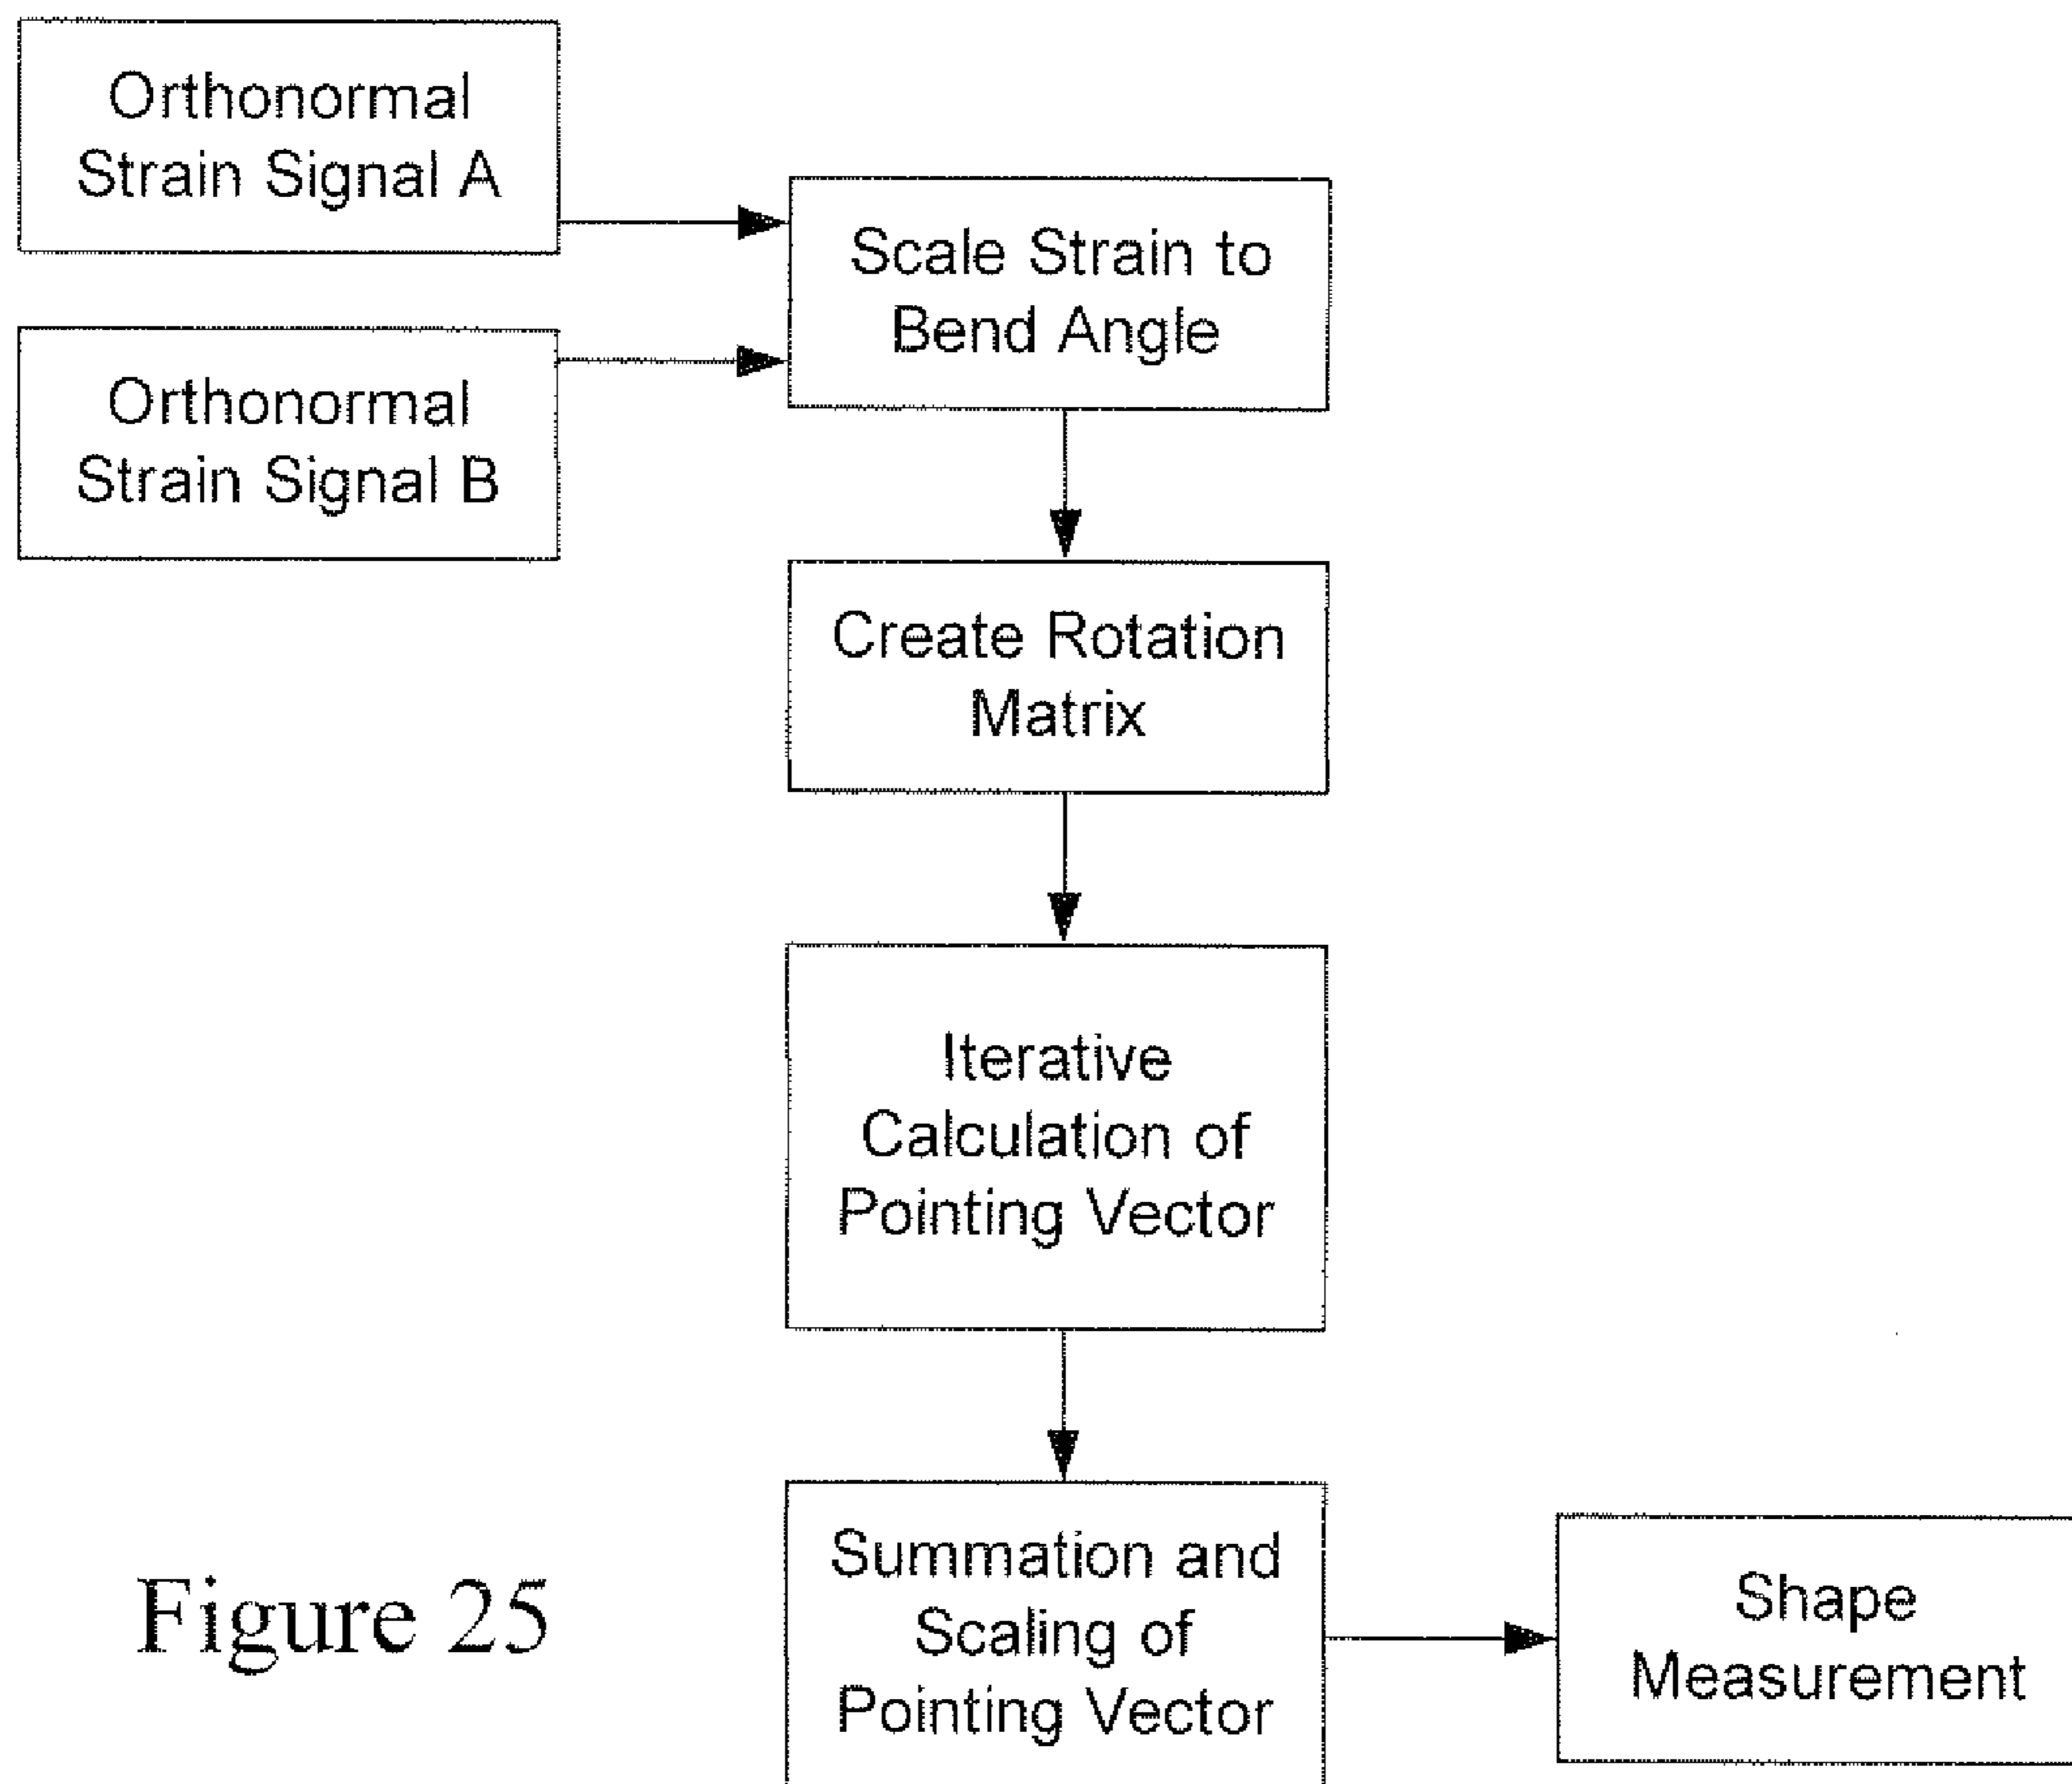 Orthonormal
Strain Signal A
Scale Strain to
Bend Angle
Orthonormal
Strain Signal B
Create Rotation
Matrix
Iterative
Calculation of
Pointing Vector
Summation and
Scaling of
Pointing Vector
Shape
Measurement
Figure 25